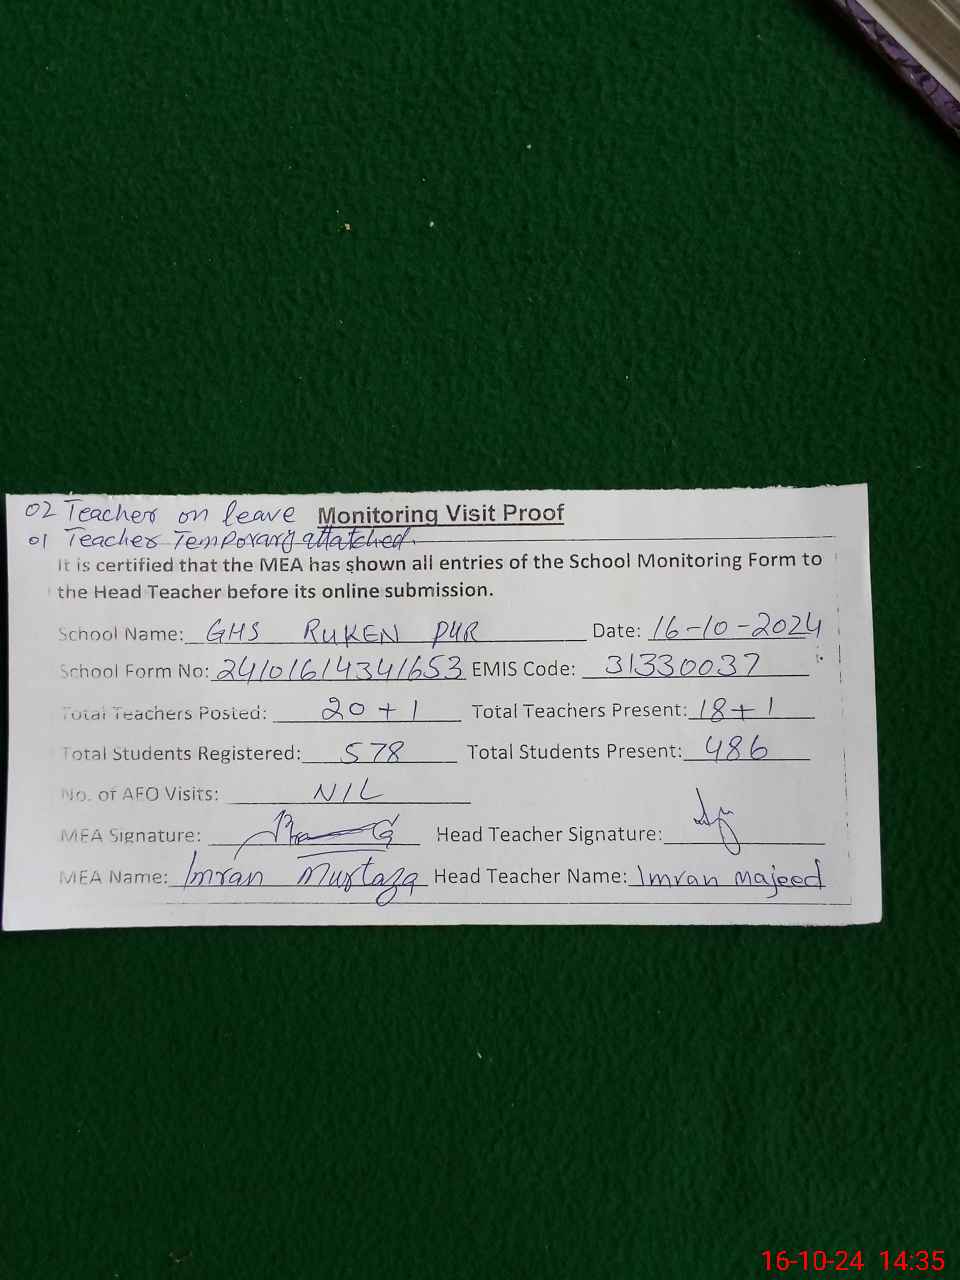 02 Teacher on leave Monitoring Visit Proof
01 Teacher Temporary attatched.
It is certified that the MEA has shown all entries of the School Monitoring Form to
the Head Teacher before its online submission.
School Name: GHS RUKEN PUR Date: 16-10-2024
School Form No: 24101614341653 EMIS Code: 31330037
Total Teachers Posted: 20 + 1 Total Teachers Present: 18 + 1
Total Students Registered: 578 Total Students Present: 486
No. of AEO Visits: NIL
MEA Signature: Head Teacher Signature:
MEA Name: Imran Murtaza Head Teacher Name: Imran Majeed
16-10-24 14:35